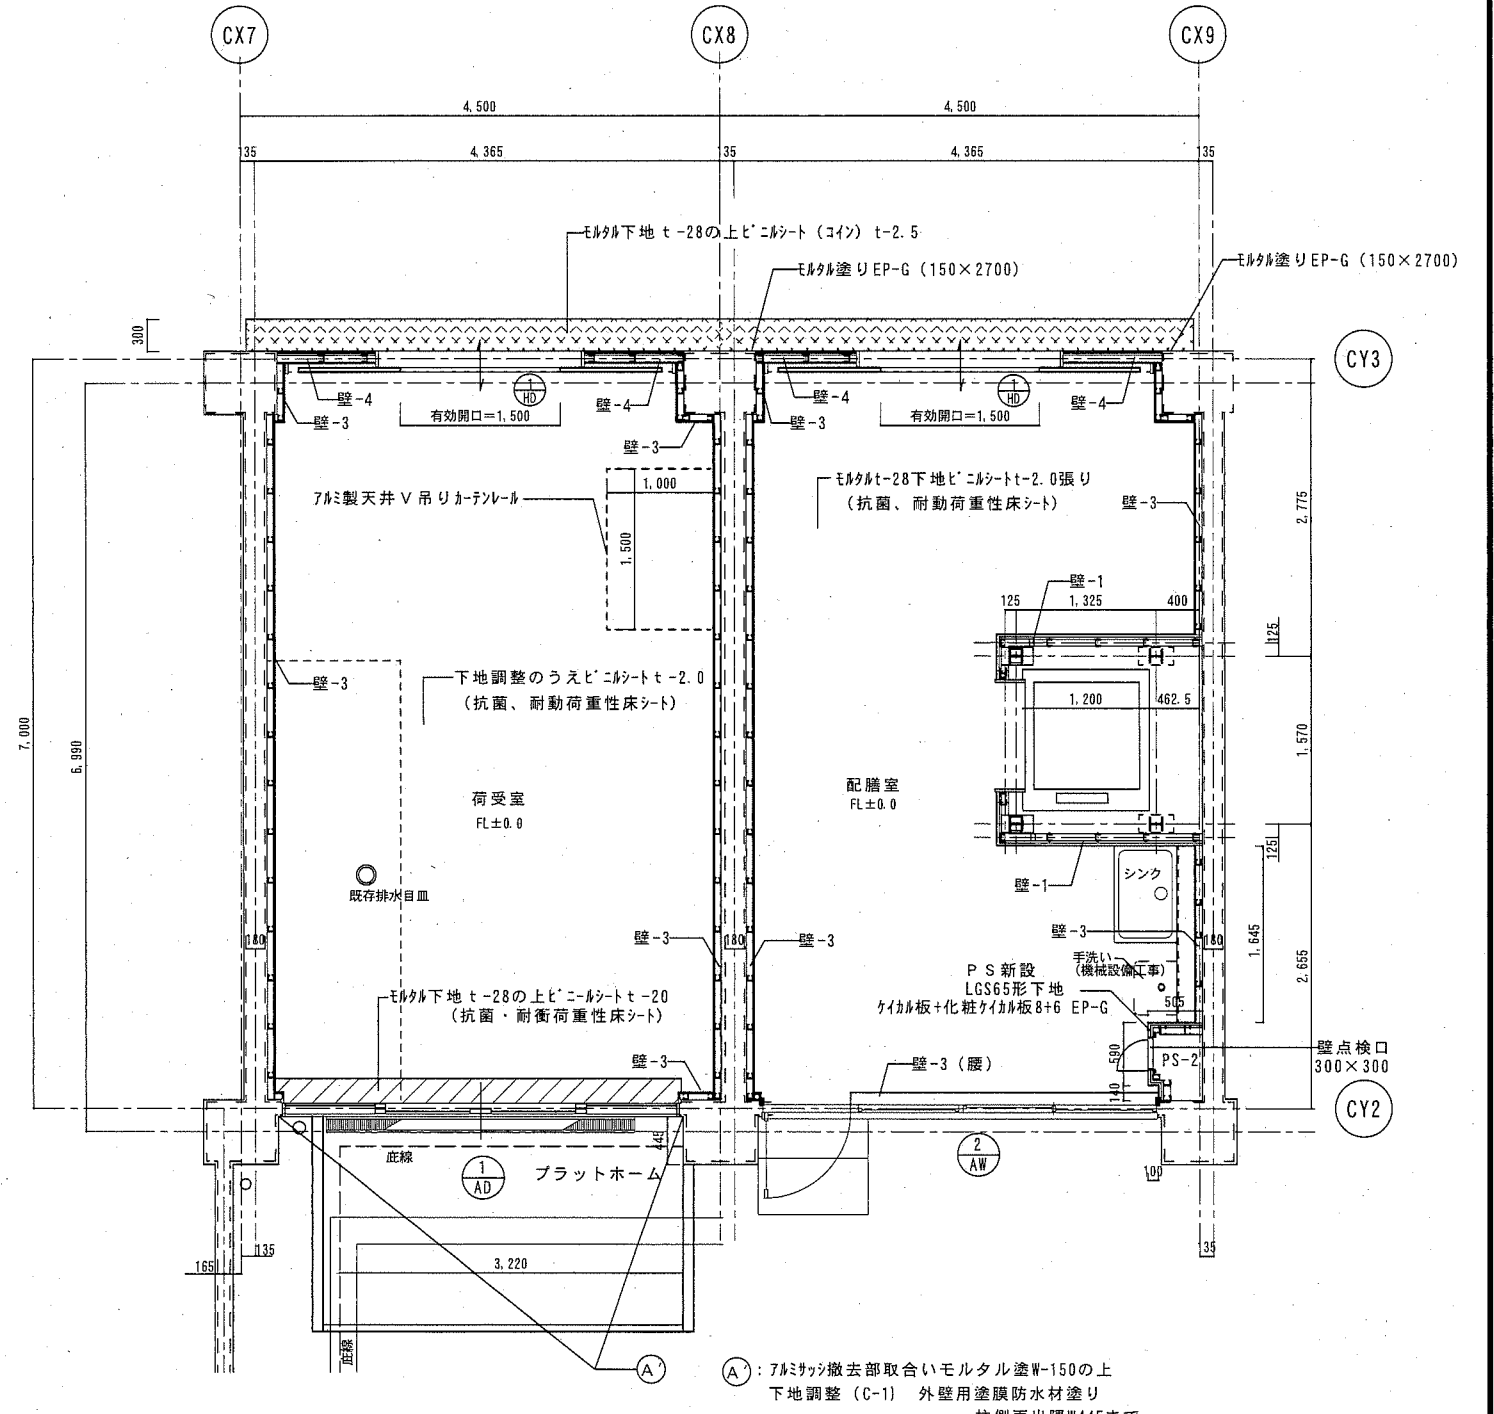 CX7
CX8
CX9
4,500
4,500
135
4,365
135
4,365
135
モルタル下地 t-28の上ビニルシート（コイン）t-2.5
モルタル塗りEP-G（150×2700）
モルタル塗りEP-G（150×2700）
300
CY3
1
HD
1
HD
壁-4
壁-4
壁-4
壁-4
有効開口=1,500
有効開口=1,500
壁-3
壁-3
壁-3
1,000
アルミ製天井V吊りカーテンレール
1,500
モルタルt-28下地ビニルシートt-2.0張り
（抗菌、耐動荷重性床シート）
壁-3
2,775
壁-1
125
1,325
400
125
壁-3
下地調整のうえビニルシートt-2.0
（抗菌、耐動荷重性床シート）
1,200
462.5
7,000
6,990
1,570
荷受室
FL±0.0
配膳室
FL±0.0
125
既存排水目皿
壁-1
シンク
180
壁-3
180
壁-3
壁-3
180
1,645
2,655
手洗い
（機械設備工事）
PS新設
LGS65形下地
ケイカル板+化粧ケイカル板8+6 EP-G
505
モルタル下地 t-28の上ビニールシートt-20
（抗菌・耐衝荷重性床シート）
壁-3
壁-3（腰）
590
140
PS-2
壁点検口
300×300
CY2
445
庇線
1
AD
プラットホーム
2
AW
100
135
165
3,220
35
庇線
A'
A'：アルミサッシ撤去部取合いモルタル塗W-150の上
下地調整（C-1） 外壁用塗膜防水材塗り